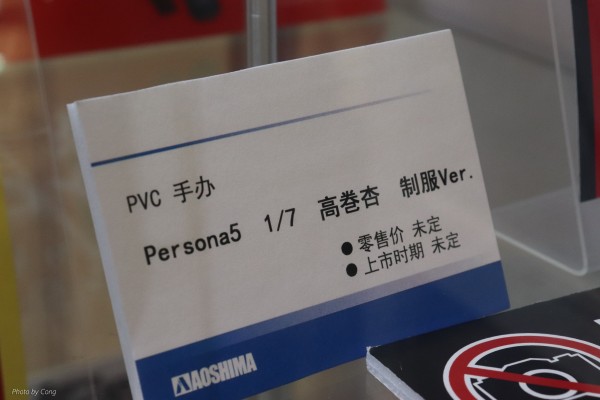 PVC 手办
Persona5 1/7 高巻杏 制服Ver.
●零售价 未定
●上市时期 未定
AOSHIMA
Photo by Cong